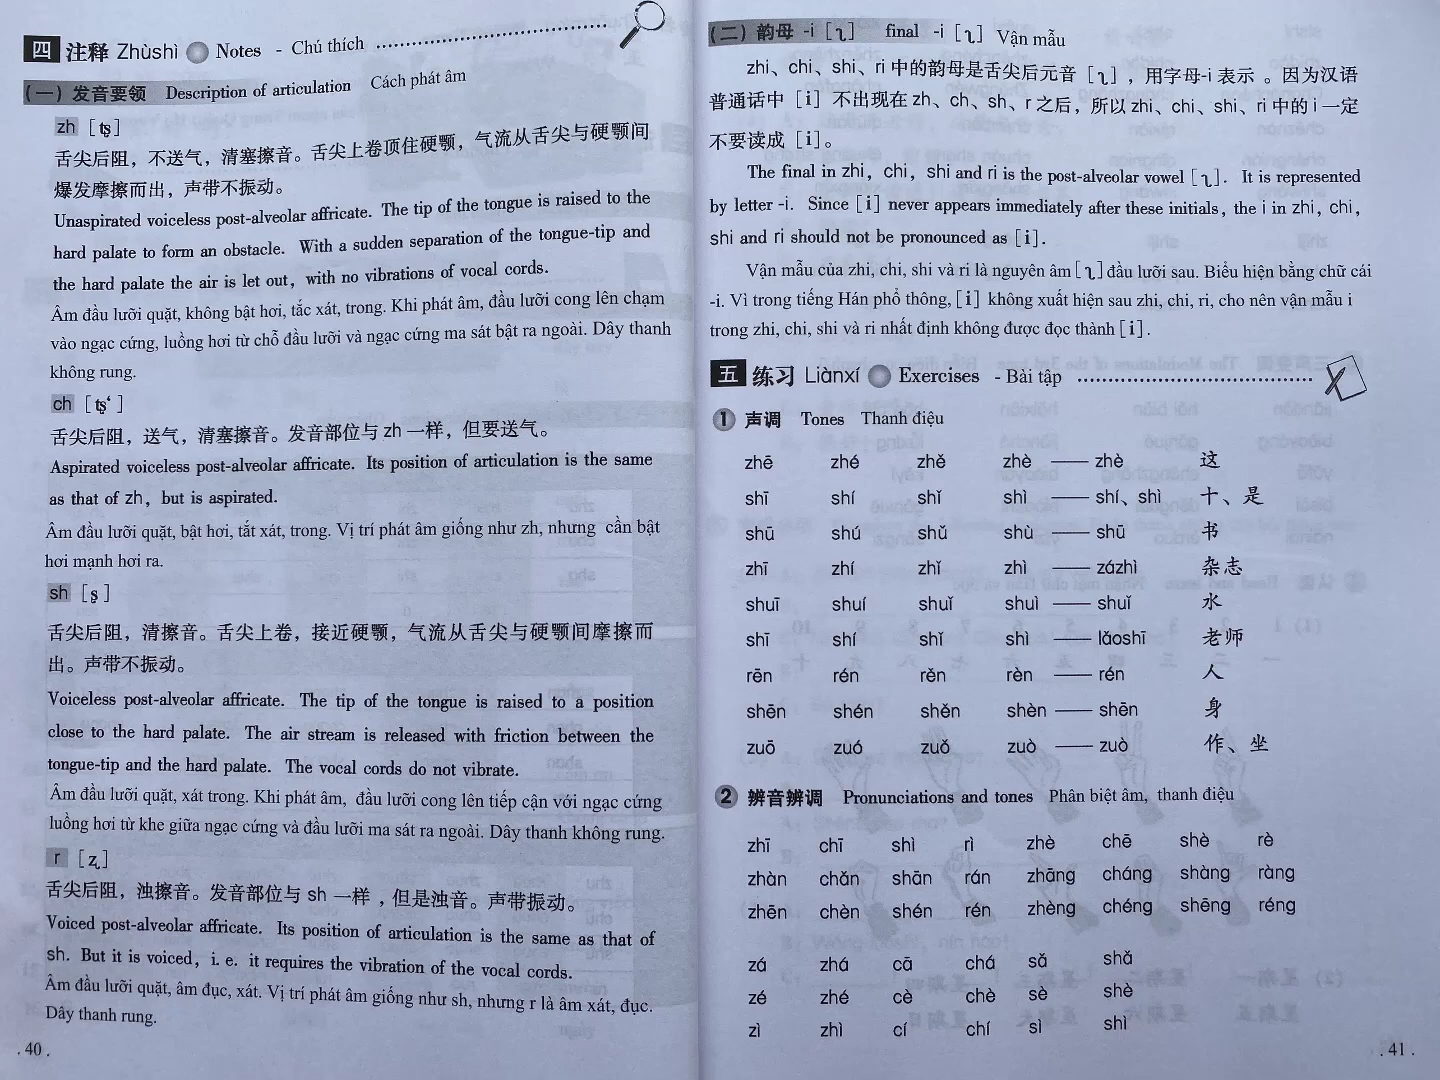 四 注释 Zhùshì Notes - Chú thích
(一) 发音要领 Description of articulation Cách phát âm
zh [tʂ]
舌尖后阻，不送气，清塞擦音。舌尖上卷顶住硬颚，气流从舌尖与硬颚间
爆发摩擦而出，声带不振动。
Unaspirated voiceless post-alveolar affricate. The tip of the tongue is raised to the
hard palate to form an obstacle. With a sudden separation of the tongue-tip and
the hard palate the air is let out, with no vibrations of vocal cords.
Âm đầu lưỡi quặt, không bật hơi, tắc xát, trong. Khi phát âm, đầu lưỡi cong lên chạm
vào ngạc cứng, luồng hơi từ chỗ đầu lưỡi và ngạc cứng ma sát bật ra ngoài. Dây thanh
không rung.
ch [tʂ‘]
舌尖后阻，送气，清塞擦音。发音部位与 zh 一样，但要送气。
Aspirated voiceless post-alveolar affricate. Its position of articulation is the same
as that of zh, but is aspirated.
Âm đầu lưỡi quặt, bật hơi, tắt xát, trong. Vị trí phát âm giống như zh, nhưng cần bật
hơi mạnh hơi ra.
sh [ʂ]
舌尖后阻，清擦音。舌尖上卷，接近硬颚，气流从舌尖与硬颚间摩擦而
出。声带不振动。
Voiceless post-alveolar affricate. The tip of the tongue is raised to a position
close to the hard palate. The air stream is released with friction between the
tongue-tip and the hard palate. The vocal cords do not vibrate.
Âm đầu lưỡi quặt, xát trong. Khi phát âm, đầu lưỡi cong lên tiếp cận với ngạc cứng
luồng hơi từ khe giữa ngạc cứng và đầu lưỡi ma sát ra ngoài. Dây thanh không rung.
r [ʐ]
舌尖后阻，浊擦音。发音部位与 sh 一样，但是浊音。声带振动。
Voiced post-alveolar affricate. Its position of articulation is the same as that of
sh. But it is voiced, i. e. it requires the vibration of the vocal cords.
Âm đầu lưỡi quặt, âm đục, xát. Vị trí phát âm giống như sh, nhưng r là âm xát, đục.
Dây thanh rung.
. 40 .
(二) 韵母 -i [ʅ] final -i [ʅ] Vận mẫu
zhi、chi、shi、ri 中的韵母是舌尖后元音 [ʅ]，用字母-i 表示。因为汉语
普通话中 [i] 不出现在 zh、ch、sh、r 之后，所以 zhi、chi、shi、ri 中的 i 一定
不要读成 [i]。
The final in zhi, chi, shi and ri is the post-alveolar vowel [ʅ]. It is represented
by letter -i. Since [i] never appears immediately after these initials, the i in zhi, chi,
shi and ri should not be pronounced as [i].
Vận mẫu của zhi, chi, shi và ri là nguyên âm [ʅ] đầu lưỡi sau. Biểu hiện bằng chữ cái
-i. Vì trong tiếng Hán phổ thông, [i] không xuất hiện sau zhi, chi, ri, cho nên vận mẫu i
trong zhi, chi, shi và ri nhất định không được đọc thành [i].
五 练习 Liànxí Exercises - Bài tập
1 声调 Tones Thanh điệu
zhē zhé zhě zhè —— zhè 这
shī shí shǐ shì —— shí、shì 十、是
shū shú shǔ shù —— shū 书
zhī zhí zhǐ zhì —— zázhì 杂志
shuī shuí shuǐ shuì —— shuǐ 水
shī shí shǐ shì —— lǎoshī 老师
rēn rén rěn rèn —— rén 人
shēn shén shěn shèn —— shēn 身
zuō zuó zuǒ zuò —— zuò 作、坐
2 辨音辨调 Pronunciations and tones Phân biệt âm, thanh điệu
zhī chī shì rì zhè chē shè rè
zhàn chǎn shān rán zhāng cháng shàng ràng
zhēn chèn shén rén zhèng chéng shēng réng
zá zhá cā chá sǎ shǎ
zé zhé cè chè sè shè
zì zhì cí chí sì shì
. 41 .